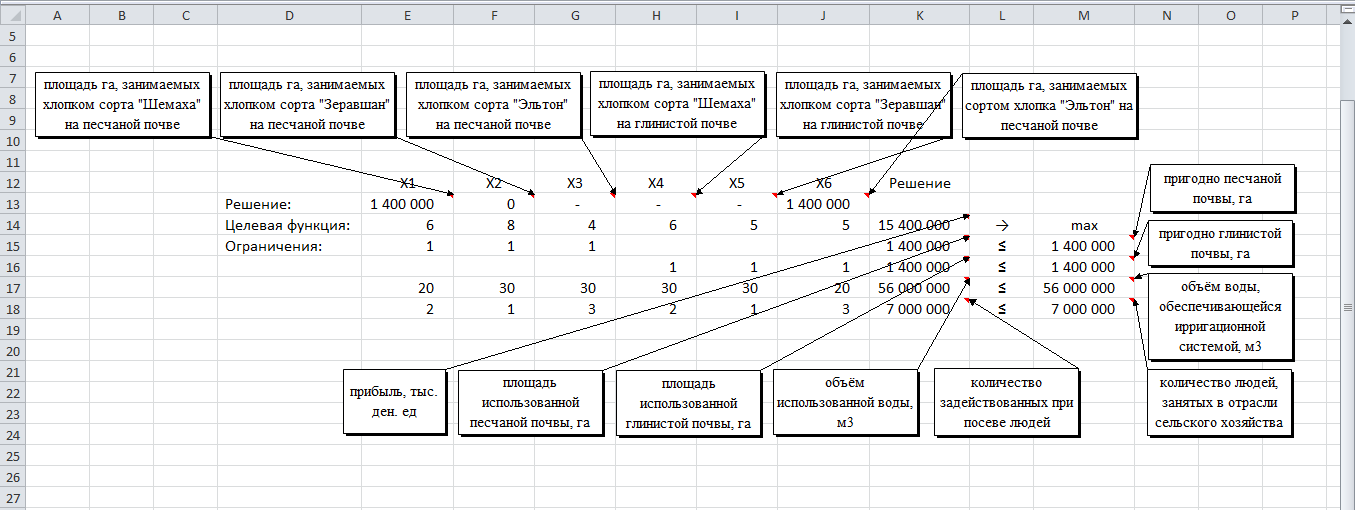 A B C D E F G H I J K L M N O P
5
6
7
8
9
10
11
12
13
14
15
16
17
18
19
20
21
22
23
24
25
26
27
площадь га, занимаемых
хлопком сорта "Шемаха"
на песчаной почве
площадь га, занимаемых
хлопком сорта "Зеравшан"
на песчаной почве
площадь га, занимаемых
хлопком сорта "Эльтон"
на песчаной почве
площадь га, занимаемых
хлопком сорта "Шемаха"
на глинистой почве
площадь га, занимаемых
хлопком сорта "Зеравшан"
на глинистой почве
площадь га, занимаемых
сортом хлопка "Эльтон" на
песчаной почве
X1 X2 X3 X4 X5 X6 Решение
Решение: 1 400 000 0 - - - 1 400 000
Целевая функция: 6 8 4 6 5 5 15 400 000 → max
Ограничения: 1 1 1 1 400 000 ≤ 1 400 000
1 1 1 1 400 000 ≤ 1 400 000
20 30 30 30 30 20 56 000 000 ≤ 56 000 000
2 1 3 2 1 3 7 000 000 ≤ 7 000 000
пригодно песчаной
почвы, га
пригодно глинистой
почвы, га
объём воды,
обеспечивающейся
ирригационной
системой, м3
количество людей,
занятых в отрасли
сельского хозяйства
прибыль, тыс.
ден. ед
площадь
использованной
песчаной почвы, га
площадь
использованной
глинистой почвы, га
объём
использованной воды,
м3
количество
задействованных при
посеве людей